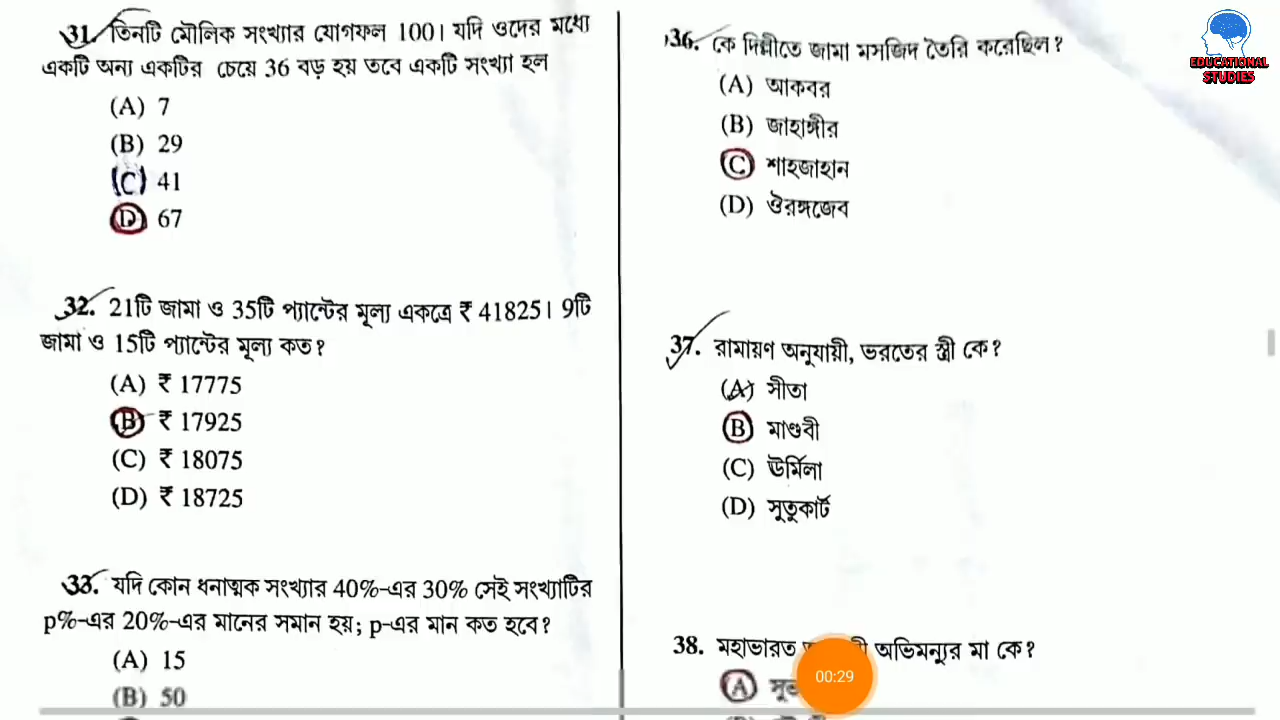 31. তিনটি মৌলিক সংখ্যার যোগফল 100। যদি ওদের মধ্যে
একটি অন্য একটির চেয়ে 36 বড় হয় তবে একটি সংখ্যা হল
(A) 7
(B) 29
(C) 41
(D) 67
32. 21টি জামা ও 35টি প্যান্টের মূল্য একত্রে ₹ 41825। 9টি
জামা ও 15টি প্যান্টের মূল্য কত?
(A) ₹ 17775
(B) ₹ 17925
(C) ₹ 18075
(D) ₹ 18725
33. যদি কোন ধনাত্মক সংখ্যার 40%-এর 30% সেই সংখ্যাটির
p%-এর 20%-এর মানের সমান হয়; p-এর মান কত হবে?
(A) 15
(B) 50
36. কে দিল্লীতে জামা মসজিদ তৈরি করেছিল?
(A) আকবর
(B) জাহাঙ্গীর
(C) শাহজাহান
(D) ঔরঙ্গজেব
37. রামায়ণ অনুযায়ী, ভরতের স্ত্রী কে?
(A) সীতা
(B) মাণ্ডবী
(C) ঊর্মিলা
(D) সুতুকার্ট
38. মহাভারত অভিমন্যুর মা কে?
(A)
00:29
EDUCATIONAL
STUDIES